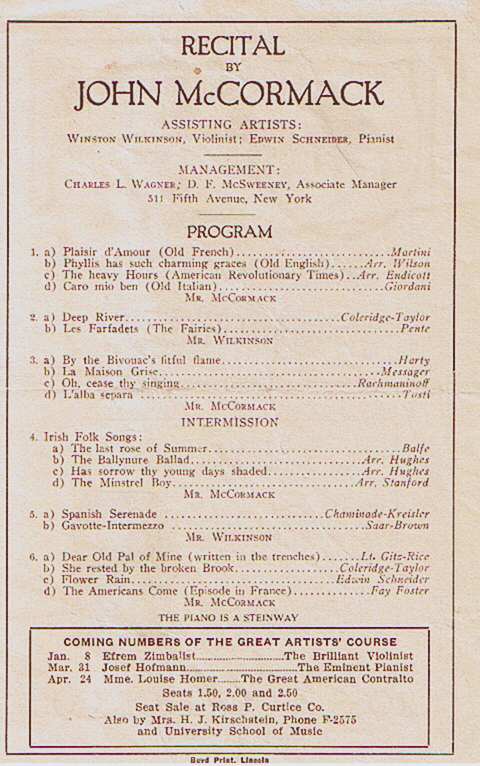 RECITAL
BY
JOHN McCORMACK
ASSISTING ARTISTS:
WINSTON WILKINSON, Violinist; EDWIN SCHNEIDER, Pianist
MANAGEMENT:
CHARLES L. WAGNER; D. F. MCSWEENEY, Associate Manager
511 Fifth Avenue, New York
PROGRAM
1. a) Plaisir d'Amour (Old French)..........................Martini
b) Phyllis has such charming graces (Old English)......Arr. Wilson
c) The heavy Hours (American Revolutionary Times)..Arr. Endicott
d) Caro mio ben (Old Italian)............................Giordani
MR. MCCORMACK
2. a) Deep River....................................Coleridge-Taylor
b) Les Farfadets (The Fairies)............................Pente
MR. WILKINSON
3. a) By the Bivouac's fitful flame............................Harty
b) La Maison Grise....................................Messager
c) Oh, cease thy singing.............................Rachmaninoff
d) L'alba separa ..........................................Tosti
MR. MCCORMACK
INTERMISSION
4. Irish Folk Songs:
a) The last rose of Summer................................Balfe
b) The Ballynure Ballad............................Arr. Hughes
c) Has sorrow thy young days shaded................Arr. Hughes
d) The Minstrel Boy...............................Arr. Stanford
MR. MCCORMACK
5. a) Spanish Serenade ..........................Chaminade-Kreisler
b) Gavotte-Intermezzo ..............................Saar-Brown
MR. WILKINSON
6. a) Dear Old Pal of Mine (written in the trenches)......Lt. Gitz-Rice
b) She rested by the broken Brook..................Coleridge-Taylor
c) Flower Rain....................................Edwin Schneider
d) The Americans Come (Episode in France)............Fay Foster
MR. MCCORMACK
THE PIANO IS A STEINWAY
COMING NUMBERS OF THE GREAT ARTISTS' COURSE
Jan. 8 Efrem Zimbalist........................The Brilliant Violinist
Mar. 31 Josef Hofmann............................The Eminent Pianist
Apr. 24 Mme. Louise Homer.......The Great American Contralto
Seats 1.50, 2.00 and 2.50
Seat Sale at Ross P. Curtice Co.
Also by Mrs. H. J. Kirschstein, Phone F-2575
and University School of Music
Boyd Print. Lincoln